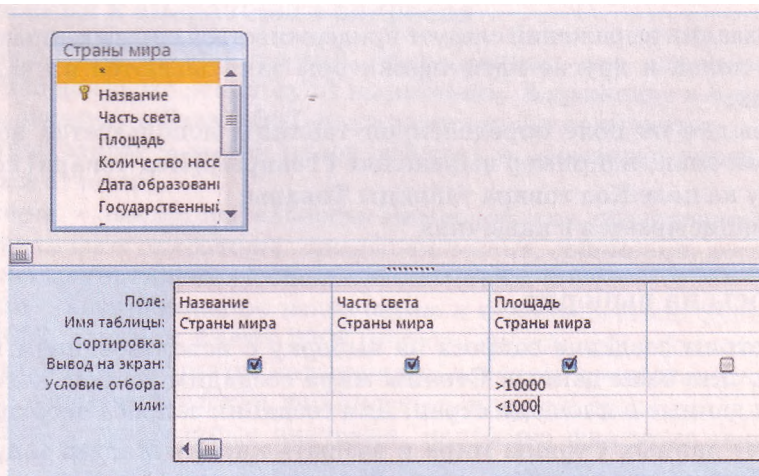 Страны мира
*
Название
Часть света
Площадь
Количество насе
Дата образовани
Государственный
Поле: Название Часть света Площадь
Имя таблицы: Страны мира Страны мира Страны мира
Сортировка:
Вывод на экран:
Условие отбора: >10000
или: <1000